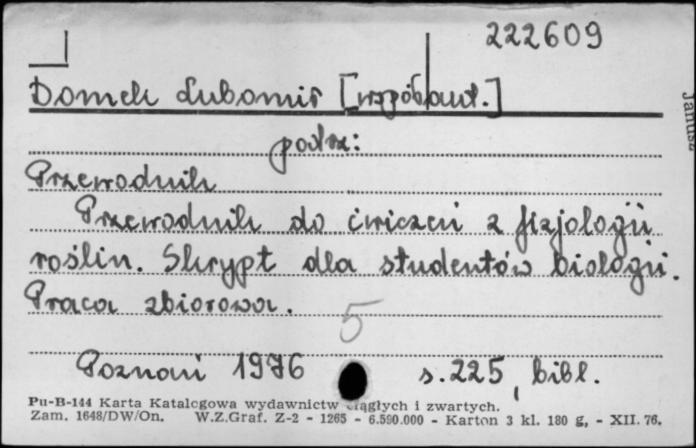 222609
Domek Lubomir [współaut.]
podrz:
Przewodnik
Przewodnik do ćwiczeń z fizjologii
roślin. Skrypt dla studentów biologii.
Praca zbiorowa.
5
Poznań 1976 s. 225, bibl.
Pu-B-144 Karta Katalogowa wydawnictw ciągłych i zwartych.
Zam. 1648/DW/On. W.Z.Graf. Z-2 - 1265 - 6.590.000 - Karton 3 kl. 180 g, - XII. 76.
Janusz